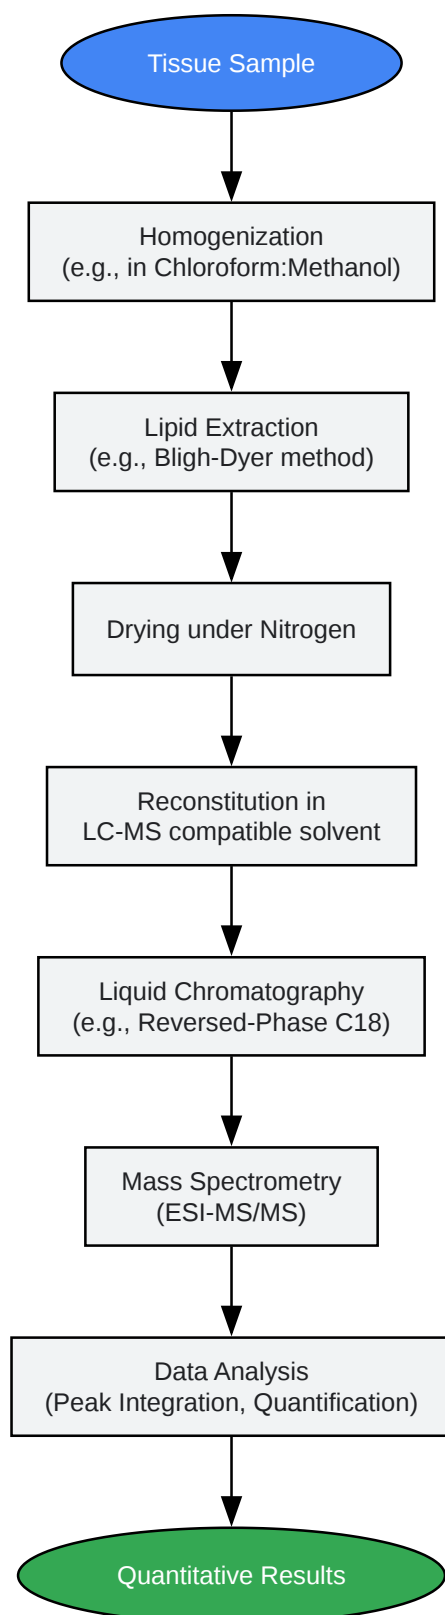 Tissue Sample
Homogenization
(e.g., in Chloroform:Methanol)
Lipid Extraction
(e.g., Bligh-Dyer method)
Drying under Nitrogen
Reconstitution in
LC-MS compatible solvent
Liquid Chromatography
(e.g., Reversed-Phase C18)
Mass Spectrometry
(ESI-MS/MS)
Data Analysis
(Peak Integration, Quantification)
Quantitative Results